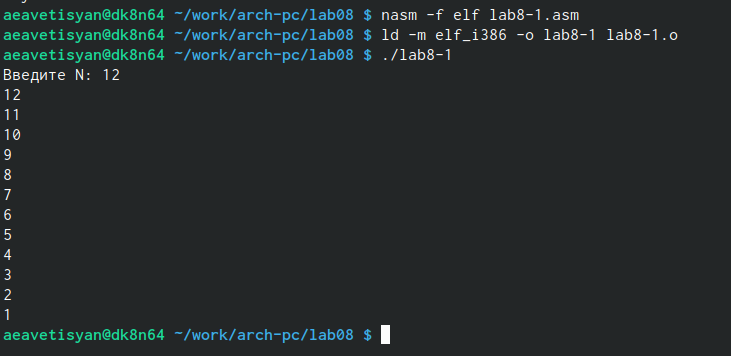 aeavetisyan@dk8n64 ~/work/arch-pc/lab08 $ nasm -f elf lab8-1.asm
aeavetisyan@dk8n64 ~/work/arch-pc/lab08 $ ld -m elf_i386 -o lab8-1 lab8-1.o
aeavetisyan@dk8n64 ~/work/arch-pc/lab08 $ ./lab8-1
Введите N: 12
12
11
10
9
8
7
6
5
4
3
2
1
aeavetisyan@dk8n64 ~/work/arch-pc/lab08 $